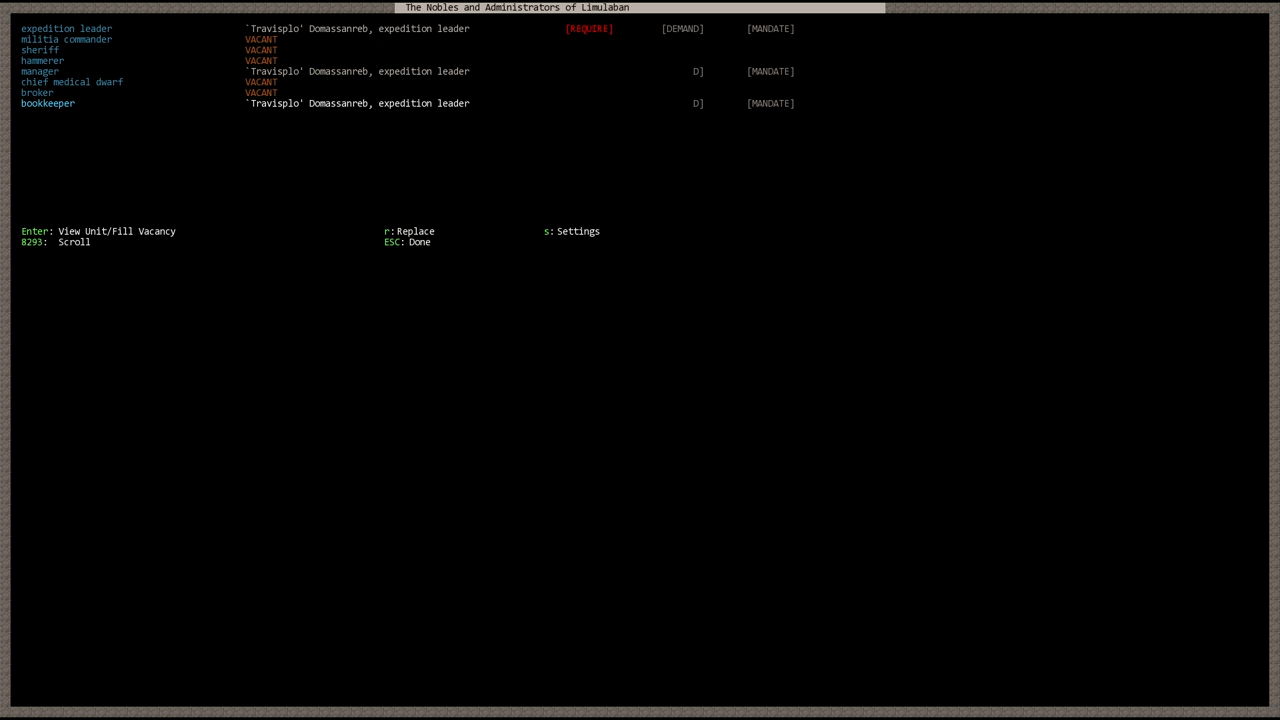 The Nobles and Administrators of Limulaban
expedition leader `Travisplo' Domassanreb, expedition leader [REQUIRE] [DEMAND] [MANDATE]
militia commander VACANT
sheriff VACANT
hammerer VACANT
manager `Travisplo' Domassanreb, expedition leader D] [MANDATE]
chief medical dwarf VACANT
broker VACANT
bookkeeper `Travisplo' Domassanreb, expedition leader D] [MANDATE]
Enter: View Unit/Fill Vacancy r:Replace s:Settings
8293: Scroll ESC: Done